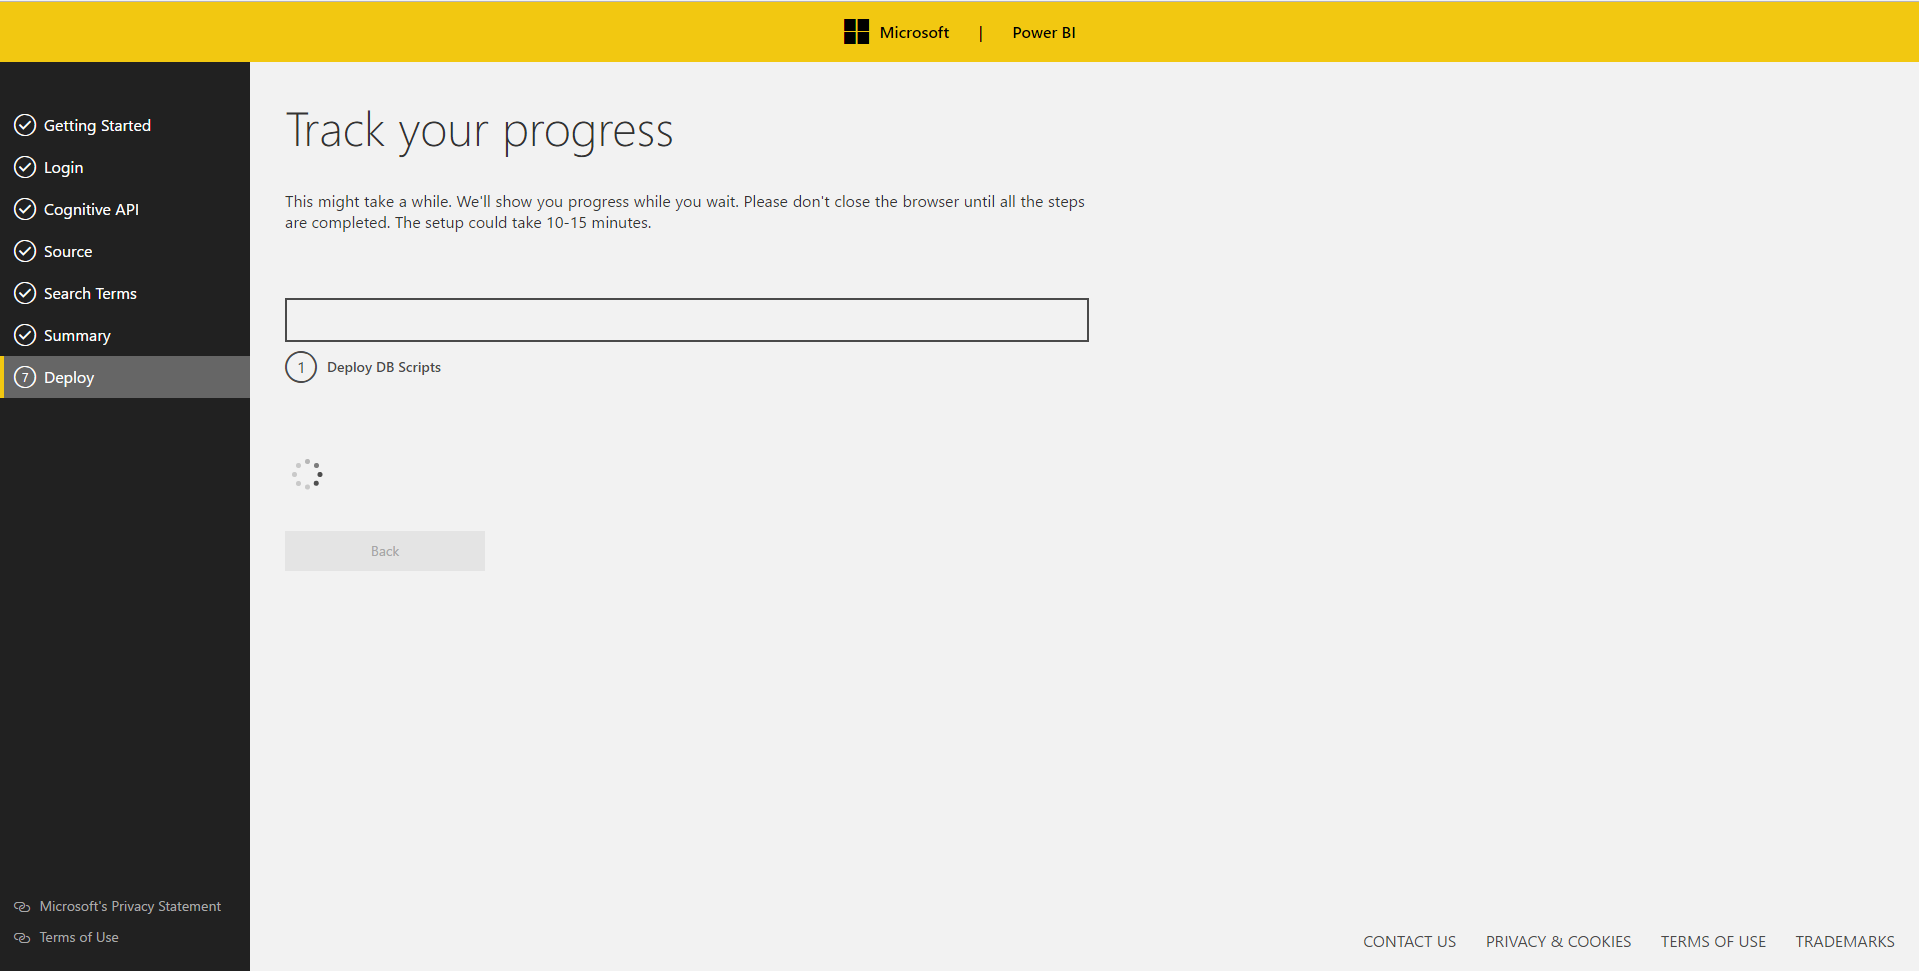 Microsoft | Power BI
Getting Started
Login
Cognitive API
Source
Search Terms
Summary
7 Deploy
Track your progress
This might take a while. We'll show you progress while you wait. Please don't close the browser until all the steps
are completed. The setup could take 10-15 minutes.
1 Deploy DB Scripts
Back
Microsoft's Privacy Statement
Terms of Use
CONTACT US PRIVACY & COOKIES TERMS OF USE TRADEMARKS